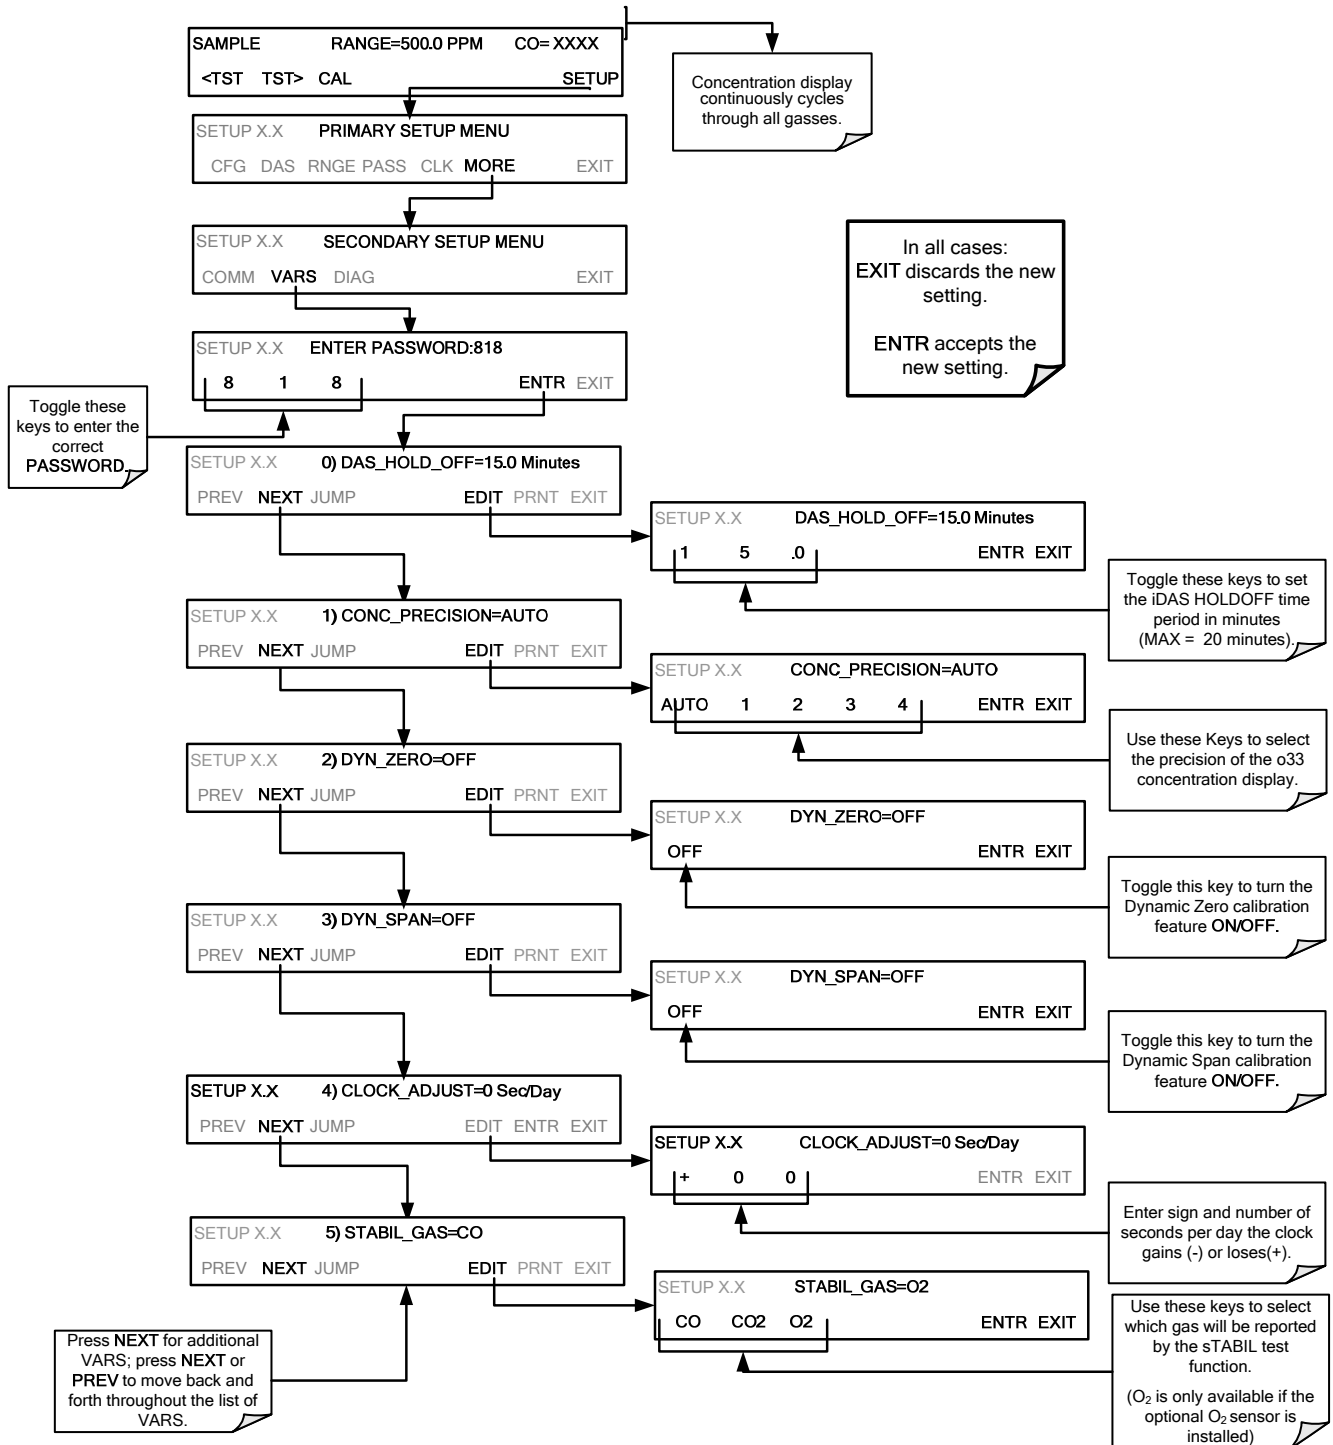 SAMPLE RANGE=500.0 PPM CO= XXXX
<TST TST> CAL SETUP
Concentration display
continuously cycles
through all gasses.
SETUP X.X PRIMARY SETUP MENU
CFG DAS RNGE PASS CLK MORE EXIT
SETUP X.X SECONDARY SETUP MENU
COMM VARS DIAG EXIT
In all cases:
EXIT discards the new
setting.
ENTR accepts the
new setting.
SETUP X.X ENTER PASSWORD:818
8 1 8 ENTR EXIT
Toggle these
keys to enter the
correct
PASSWORD.
SETUP X.X 0) DAS_HOLD_OFF=15.0 Minutes
PREV NEXT JUMP EDIT PRNT EXIT
SETUP X.X DAS_HOLD_OFF=15.0 Minutes
1 5 .0 ENTR EXIT
Toggle these keys to set
the iDAS HOLDOFF time
period in minutes
(MAX = 20 minutes).
SETUP X.X 1) CONC_PRECISION=AUTO
PREV NEXT JUMP EDIT PRNT EXIT
SETUP X.X CONC_PRECISION=AUTO
AUTO 1 2 3 4 ENTR EXIT
Use these Keys to select
the precision of the o33
concentration display.
SETUP X.X 2) DYN_ZERO=OFF
PREV NEXT JUMP EDIT PRNT EXIT
SETUP X.X DYN_ZERO=OFF
OFF ENTR EXIT
Toggle this key to turn the
Dynamic Zero calibration
feature ON/OFF.
SETUP X.X 3) DYN_SPAN=OFF
PREV NEXT JUMP EDIT PRNT EXIT
SETUP X.X DYN_SPAN=OFF
OFF ENTR EXIT
Toggle this key to turn the
Dynamic Span calibration
feature ON/OFF.
SETUP X.X 4) CLOCK_ADJUST=0 Sec/Day
PREV NEXT JUMP EDIT ENTR EXIT
SETUP X.X CLOCK_ADJUST=0 Sec/Day
+ 0 0 ENTR EXIT
Enter sign and number of
seconds per day the clock
gains (-) or loses(+).
SETUP X.X 5) STABIL_GAS=CO
PREV NEXT JUMP EDIT PRNT EXIT
SETUP X.X STABIL_GAS=O2
CO CO2 O2 ENTR EXIT
Use these keys to select
which gas will be reported
by the sTABIL test
function.
(O₂ is only available if the
optional O₂ sensor is
installed)
Press NEXT for additional
VARS; press NEXT or
PREV to move back and
forth throughout the list of
VARS.